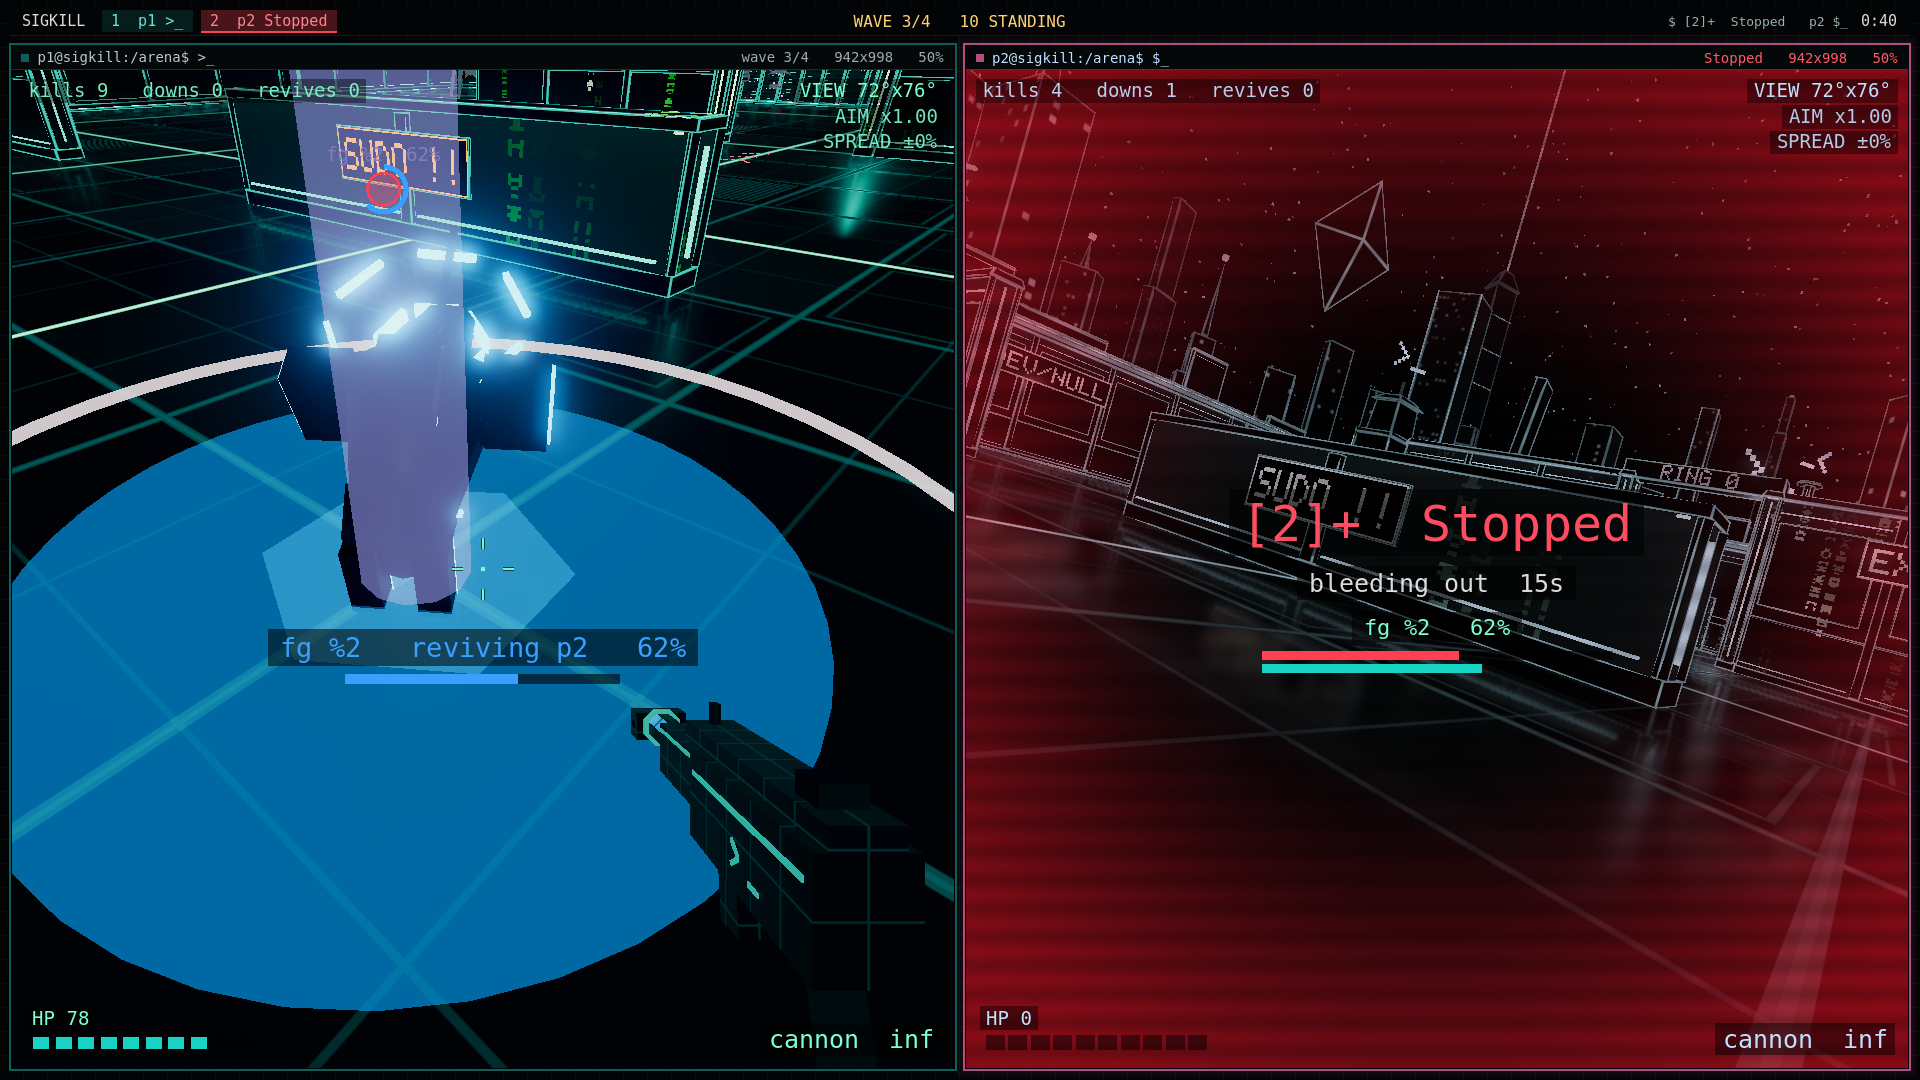 SIGKILL 1 p1 >_ 2 p2 Stopped WAVE 3/4 10 STANDING $ [2]+ Stopped p2 $_ 0:40
p1@sigkill:/arena$ >_ wave 3/4 942x998 50%
kills 9 downs 0 revives 0 VIEW 72°x76°
AIM x1.00
SPREAD ±0%
SUDO !!
fg %2 62%
fg %2 reviving p2 62%
HP 78
cannon inf
p2@sigkill:/arena$ $_ Stopped 942x998 50%
kills 4 downs 1 revives 0 VIEW 72°x76°
AIM x1.00
SPREAD ±0%
EV/NULL
RING 0
SUDO !!
EX
[2]+ Stopped
bleeding out 15s
fg %2 62%
HP 0
cannon inf